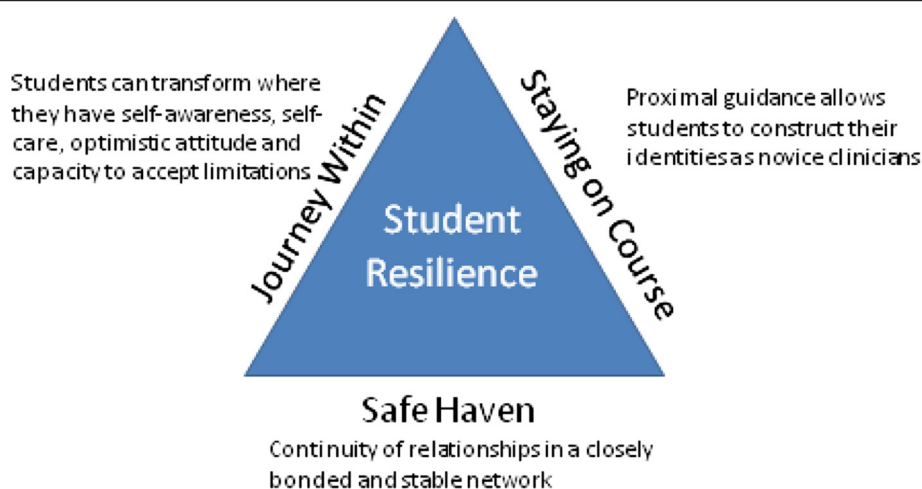 Students can transform where
they have self-awareness, self-
care, optimistic attitude and
capacity to accept limitations
Journey Within
Student
Resilience
Staying on Course
Proximal guidance allows
students to construct their
identities as novice clinicians
Safe Haven
Continuity of relationships in a closely
bonded and stable network